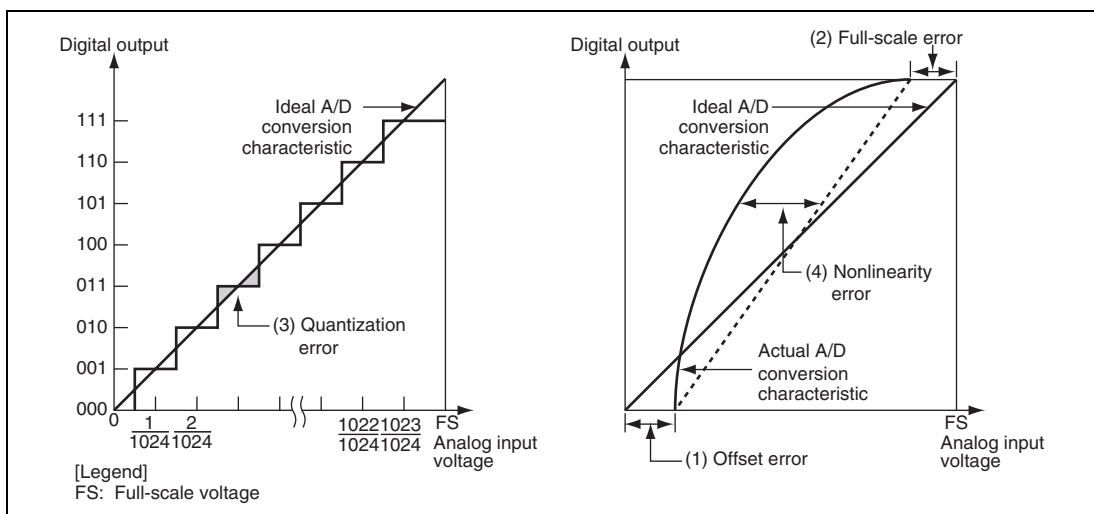 Digital output
Ideal A/D
conversion
characteristic
111
110
101
100
011
010
001
000
(3) Quantization
error
0
1
1024
2
1024
1022
1024
1023
1024
FS
Analog input
voltage
[Legend]
FS: Full-scale voltage
Digital output
(2) Full-scale error
Ideal A/D
conversion
characteristic
(4) Nonlinearity
error
Actual A/D
conversion
characteristic
FS
Analog input
voltage
(1) Offset error